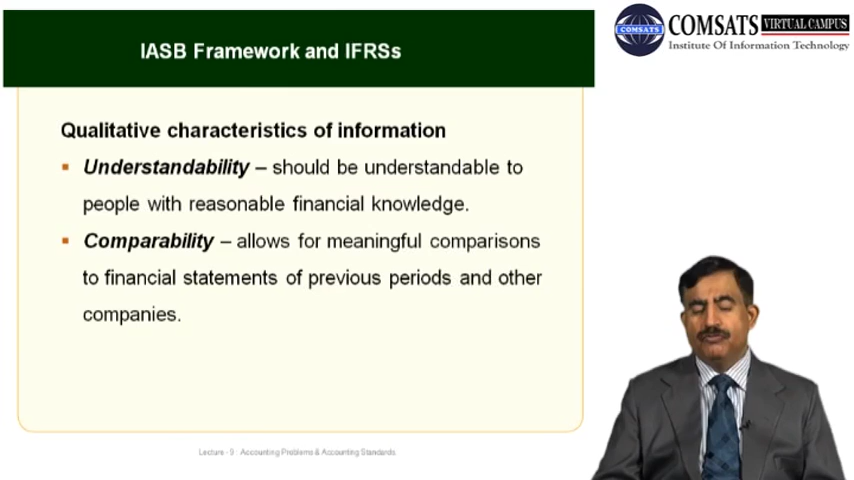 IASB Framework and IFRSs
COMSATS
COMSATS VIRTUAL CAMPUS
Institute Of Information Technology
Qualitative characteristics of information
Understandability – should be understandable to
people with reasonable financial knowledge.
Comparability – allows for meaningful comparisons
to financial statements of previous periods and other
companies.
Lecture - 9 : Accounting Problems & Accounting Standards